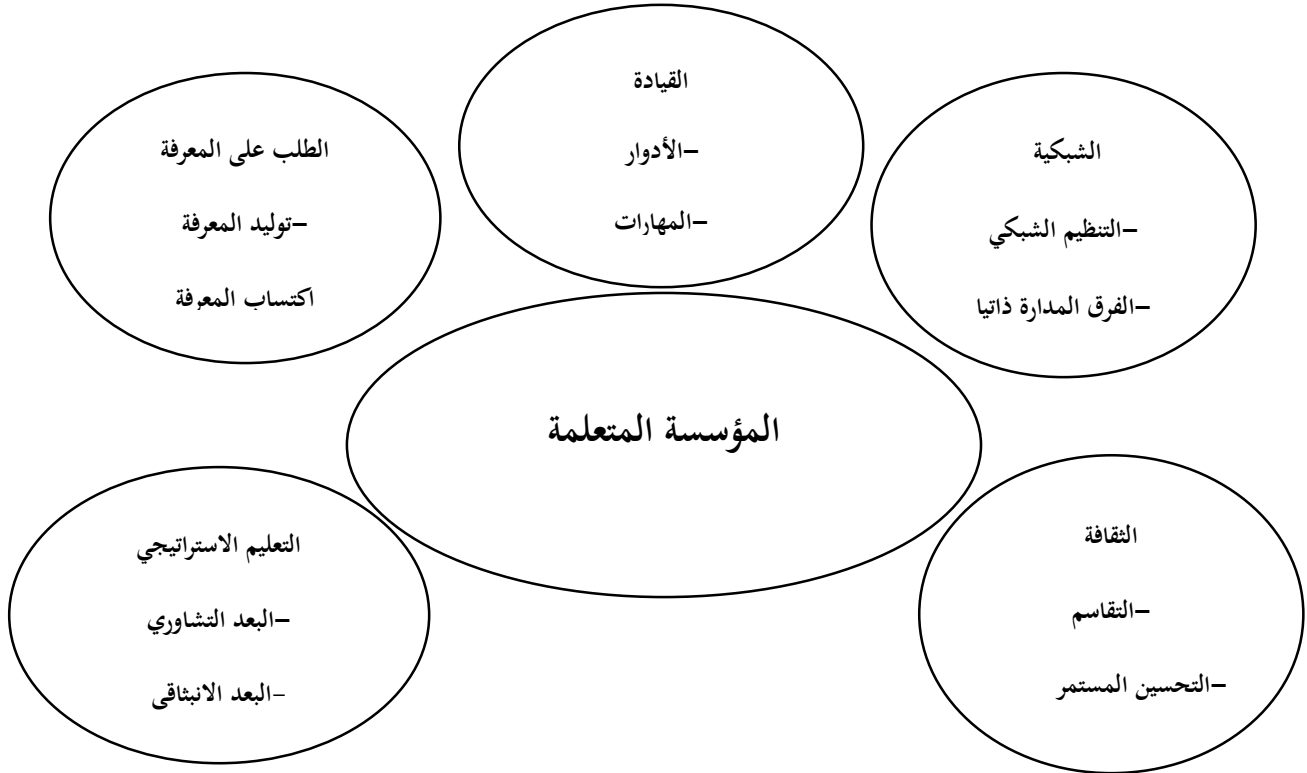 القيادة
–الأدوار
–المهارات
الشبكية
–التنظيم الشبكي
–الفرق المدارة ذاتيا
الطلب على المعرفة
–توليد المعرفة
اكتساب المعرفة
المؤسسة المتعلمة
الثقافة
–التقاسم
–التحسين المستمر
التعليم الاستراتيجي
–البعد التشاوري
-البعد الانبثاقى